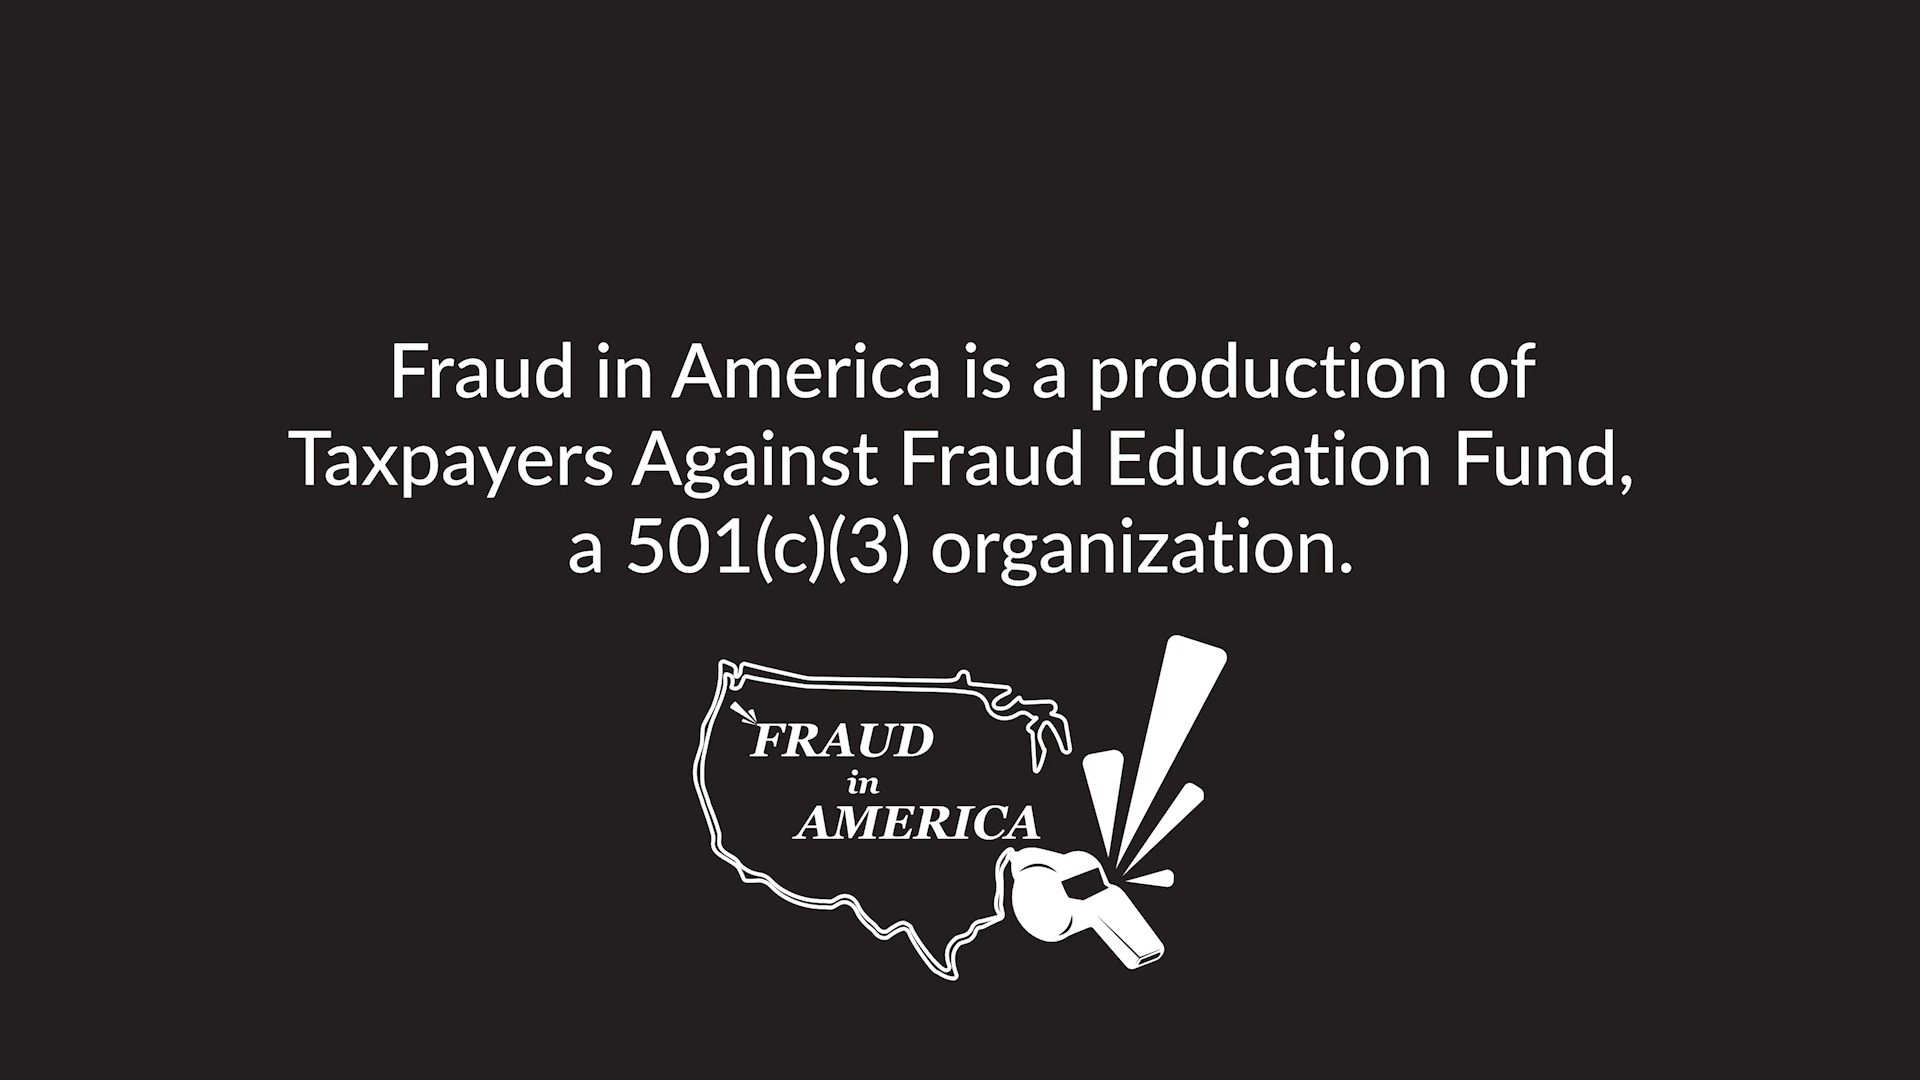 Fraud in America is a production of
Taxpayers Against Fraud Education Fund,
a 501(c)(3) organization.
FRAUD
in
AMERICA